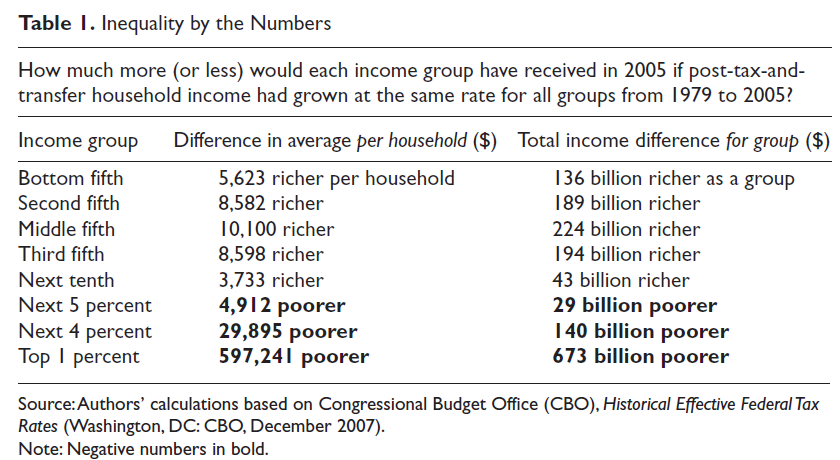 Table 1. Inequality by the Numbers
How much more (or less) would each income group have received in 2005 if post-tax-and-
transfer household income had grown at the same rate for all groups from 1979 to 2005?
Income group Difference in average per household ($) Total income difference for group ($)
Bottom fifth 5,623 richer per household 136 billion richer as a group
Second fifth 8,582 richer 189 billion richer
Middle fifth 10,100 richer 224 billion richer
Third fifth 8,598 richer 194 billion richer
Next tenth 3,733 richer 43 billion richer
Next 5 percent 4,912 poorer 29 billion poorer
Next 4 percent 29,895 poorer 140 billion poorer
Top 1 percent 597,241 poorer 673 billion poorer
Source: Authors' calculations based on Congressional Budget Office (CBO), Historical Effective Federal Tax
Rates (Washington, DC: CBO, December 2007).
Note: Negative numbers in bold.